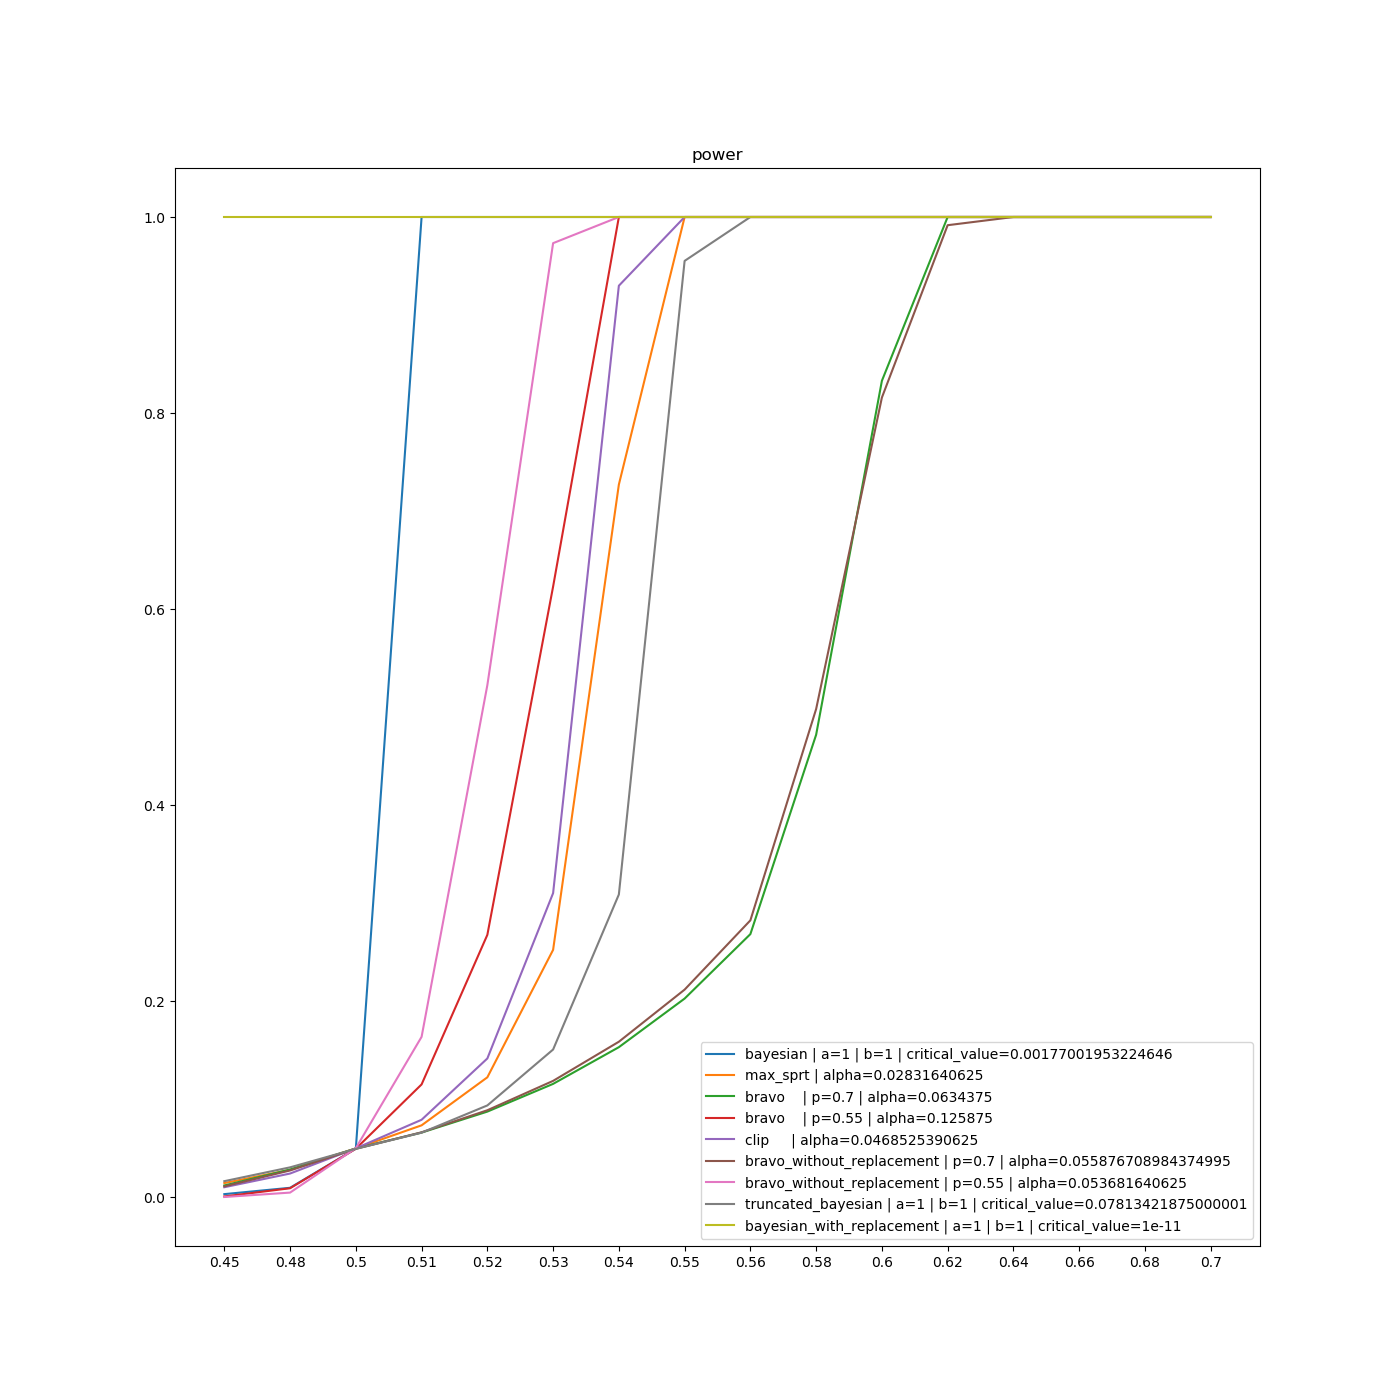 power
1.0
0.8
0.6
0.4
0.2
0.0
bayesian | a=1 | b=1 | critical_value=0.00177001953224646
max_sprt | alpha=0.02831640625
bravo    | p=0.7 | alpha=0.0634375
bravo    | p=0.55 | alpha=0.125875
clip     | alpha=0.0468525390625
bravo_without_replacement | p=0.7 | alpha=0.055876708984374995
bravo_without_replacement | p=0.55 | alpha=0.053681640625
truncated_bayesian | a=1 | b=1 | critical_value=0.07813421875000001
bayesian_with_replacement | a=1 | b=1 | critical_value=1e-11
0.45 0.48 0.5 0.51 0.52 0.53 0.54 0.55 0.56 0.58 0.6 0.62 0.64 0.66 0.68 0.7